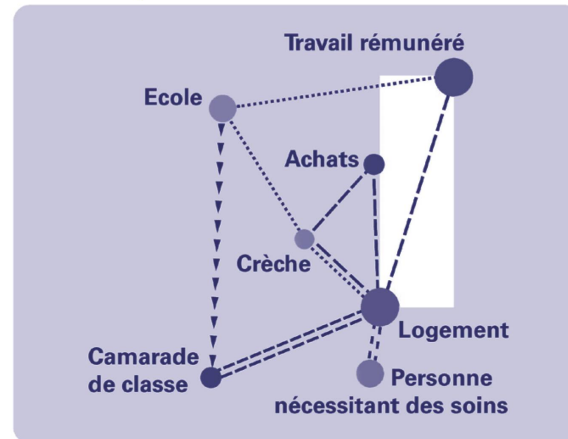 Travail rémunéré
Ecole
Achats
Crèche
Logement
Camarade
de classe
Personne
nécessitant des soins